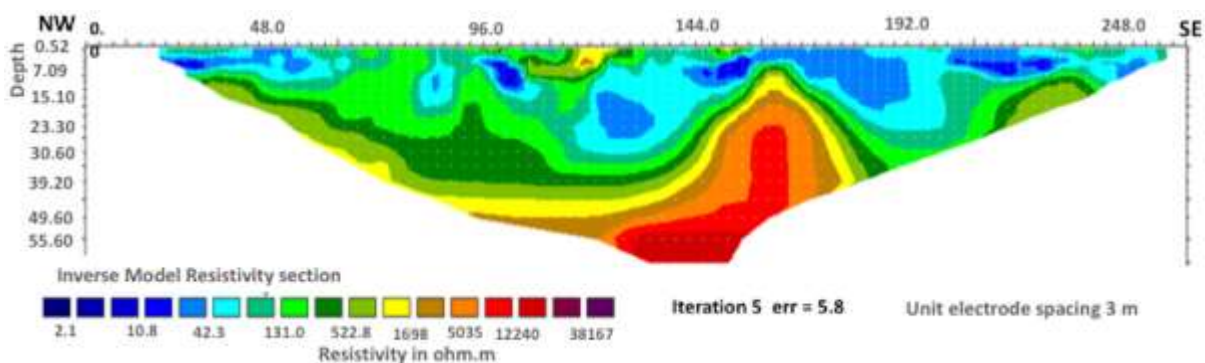 NW 0. 48.0 96.0 144.0 192.0 248.0 SE
Depth
0.52 0
7.09
15.10
23.30
30.60
39.20
49.60
55.60
Inverse Model Resistivity section
2.1 10.8 42.3 131.0 522.8 1698 5035 12240 38167
Resistivity in ohm.m
Iteration 5 err = 5.8
Unit electrode spacing 3 m